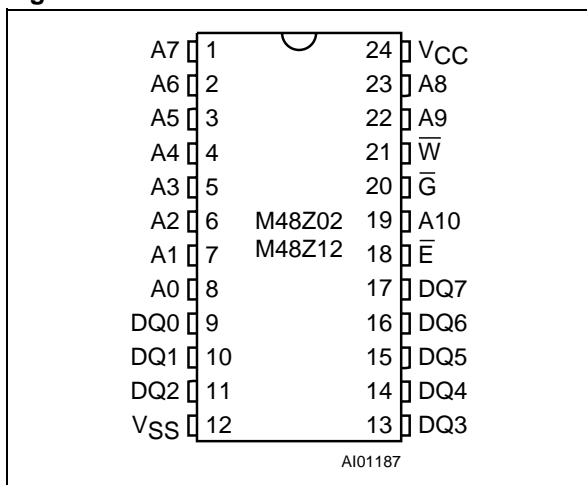 A7 1 24 VCC
A6 2 23 A8
A5 3 22 A9
A4 4 21 W̅
A3 5 20 G̅
A2 6 M48Z02 19 A10
A1 7 M48Z12 18 E̅
A0 8 17 DQ7
DQ0 9 16 DQ6
DQ1 10 15 DQ5
DQ2 11 14 DQ4
VSS 12 13 DQ3
AI01187